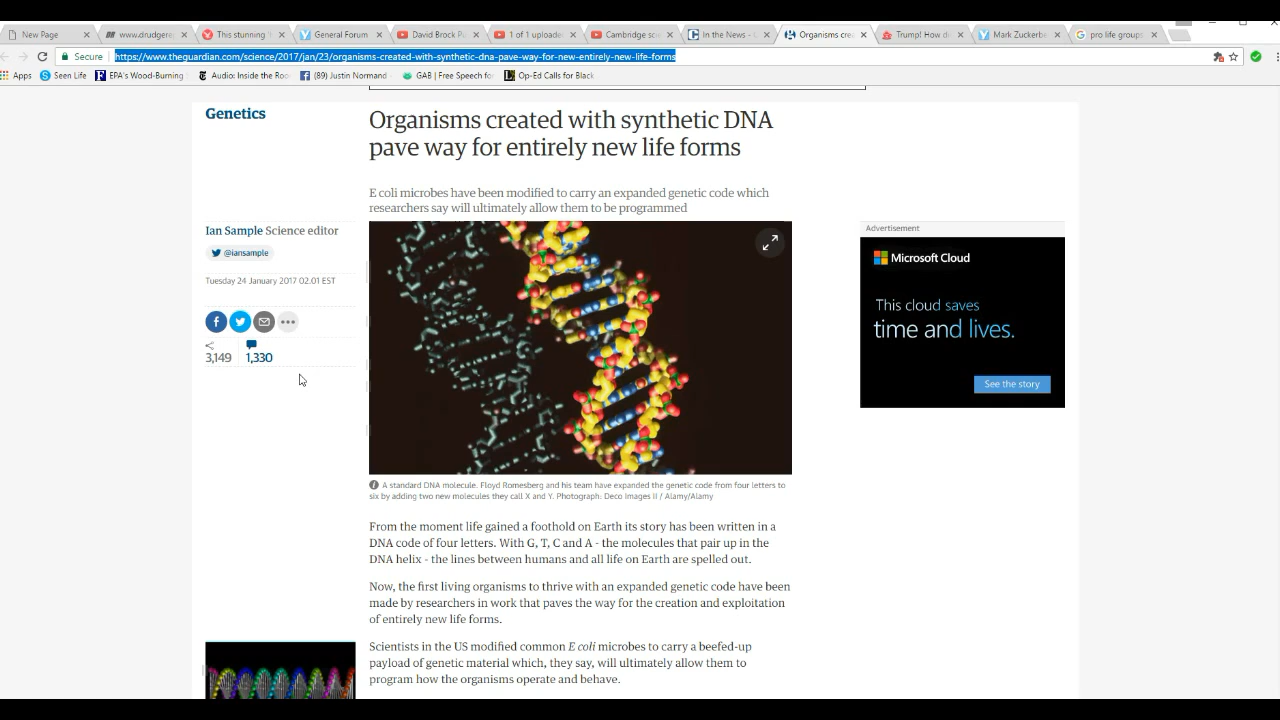 New Page
www.drudgerep
This stunning
General Forum
David Brock P
1 of 1 uploade
Cambridge sci
In the News - L
Organisms cre
Trump! How d
Mark Zuckerbe
pro life groups
Secure
https://www.theguardian.com/science/2017/jan/23/organisms-created-with-synthetic-dna-pave-way-for-new-entirely-new-life-forms
Apps
Seen Life
EPA's Wood-Burning
Audio: Inside the Roo
(89) Justin Normand
GAB | Free Speech fo
Op-Ed Calls for Black
Genetics
Organisms created with synthetic DNA
pave way for entirely new life forms
E coli microbes have been modified to carry an expanded genetic code which
researchers say will ultimately allow them to be programmed
Ian Sample Science editor
@iansample
Tuesday 24 January 2017 02.01 EST
3,149
1,330
Advertisement
Microsoft Cloud
This cloud saves
time and lives.
See the story
A standard DNA molecule. Floyd Romesberg and his team have expanded the genetic code from four letters to
six by adding two new molecules they call X and Y. Photograph: Deco Images II / Alamy/Alamy
From the moment life gained a foothold on Earth its story has been written in a
DNA code of four letters. With G, T, C and A - the molecules that pair up in the
DNA helix - the lines between humans and all life on Earth are spelled out.
Now, the first living organisms to thrive with an expanded genetic code have been
made by researchers in work that paves the way for the creation and exploitation
of entirely new life forms.
Scientists in the US modified common E coli microbes to carry a beefed-up
payload of genetic material which, they say, will ultimately allow them to
program how the organisms operate and behave.